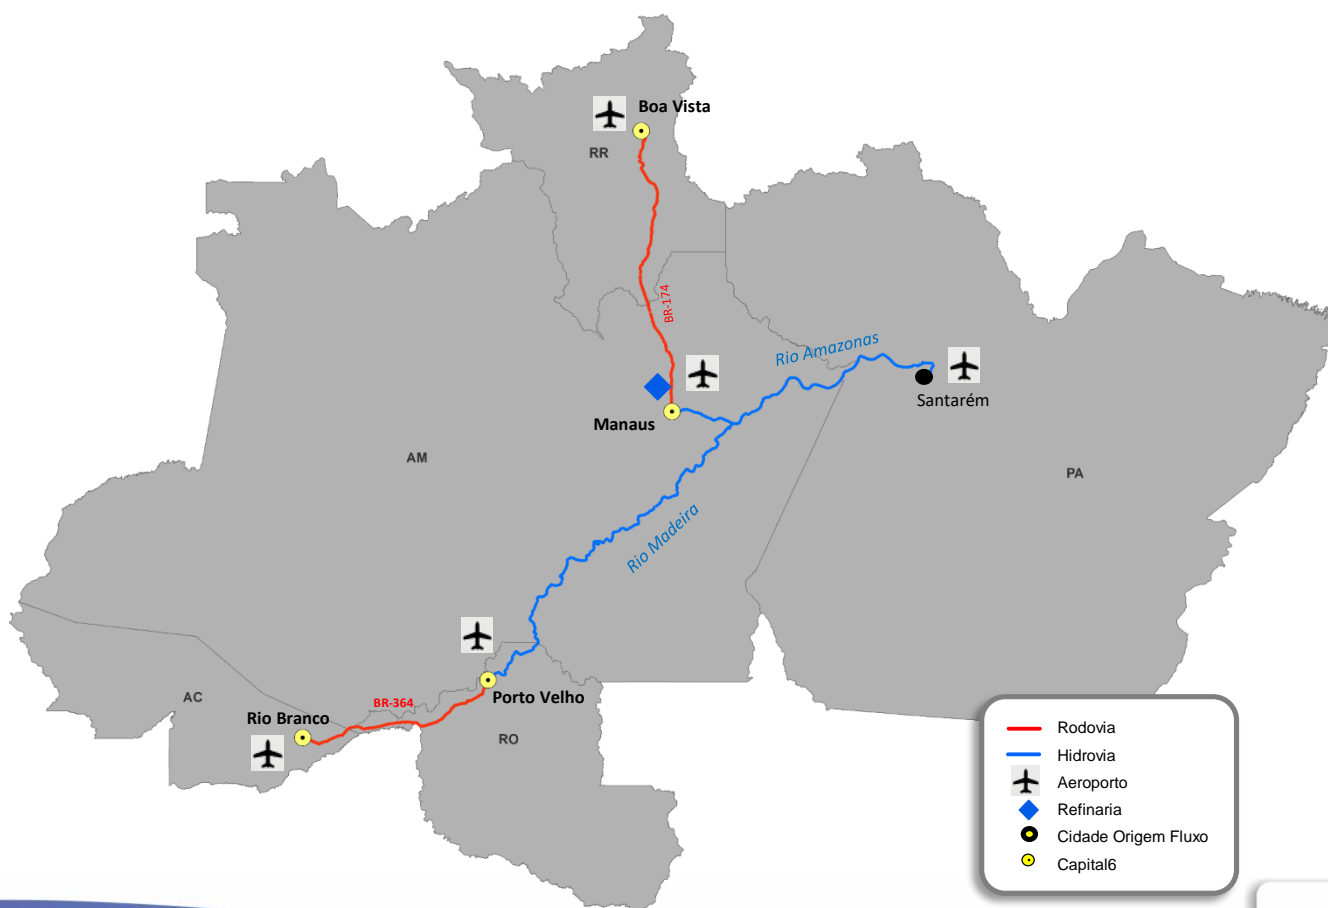 Boa Vista
RR
BR-174
Rio Amazonas
Santarém
Manaus
AM
PA
Rio Madeira
Porto Velho
BR-364
AC
Rio Branco
RO
Rodovia
Hidrovia
Aeroporto
Refinaria
Cidade Origem Fluxo
Capital6